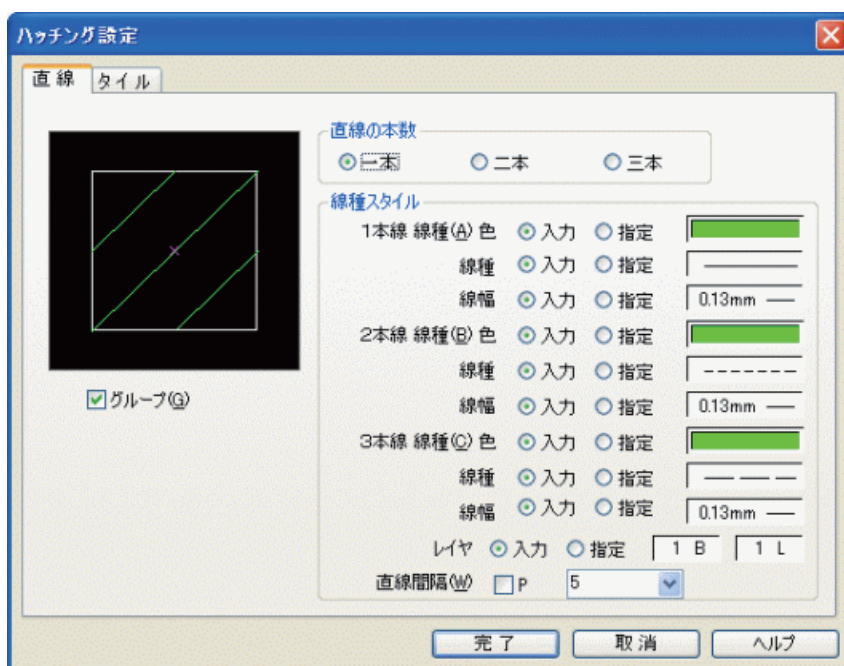 ハッチング設定
直線 タイル
直線の本数
一本 二本 三本
線種スタイル
1本線 線種(A) 色 入力 指定
線種 入力 指定
線幅 入力 指定 0.13mm
2本線 線種(B) 色 入力 指定
線種 入力 指定
線幅 入力 指定 0.13mm
グループ(G)
3本線 線種(C) 色 入力 指定
線種 入力 指定
線幅 入力 指定 0.13mm
レイヤ 入力 指定 1 B 1 L
直線間隔(W) P 5
完了 取消 ヘルプ